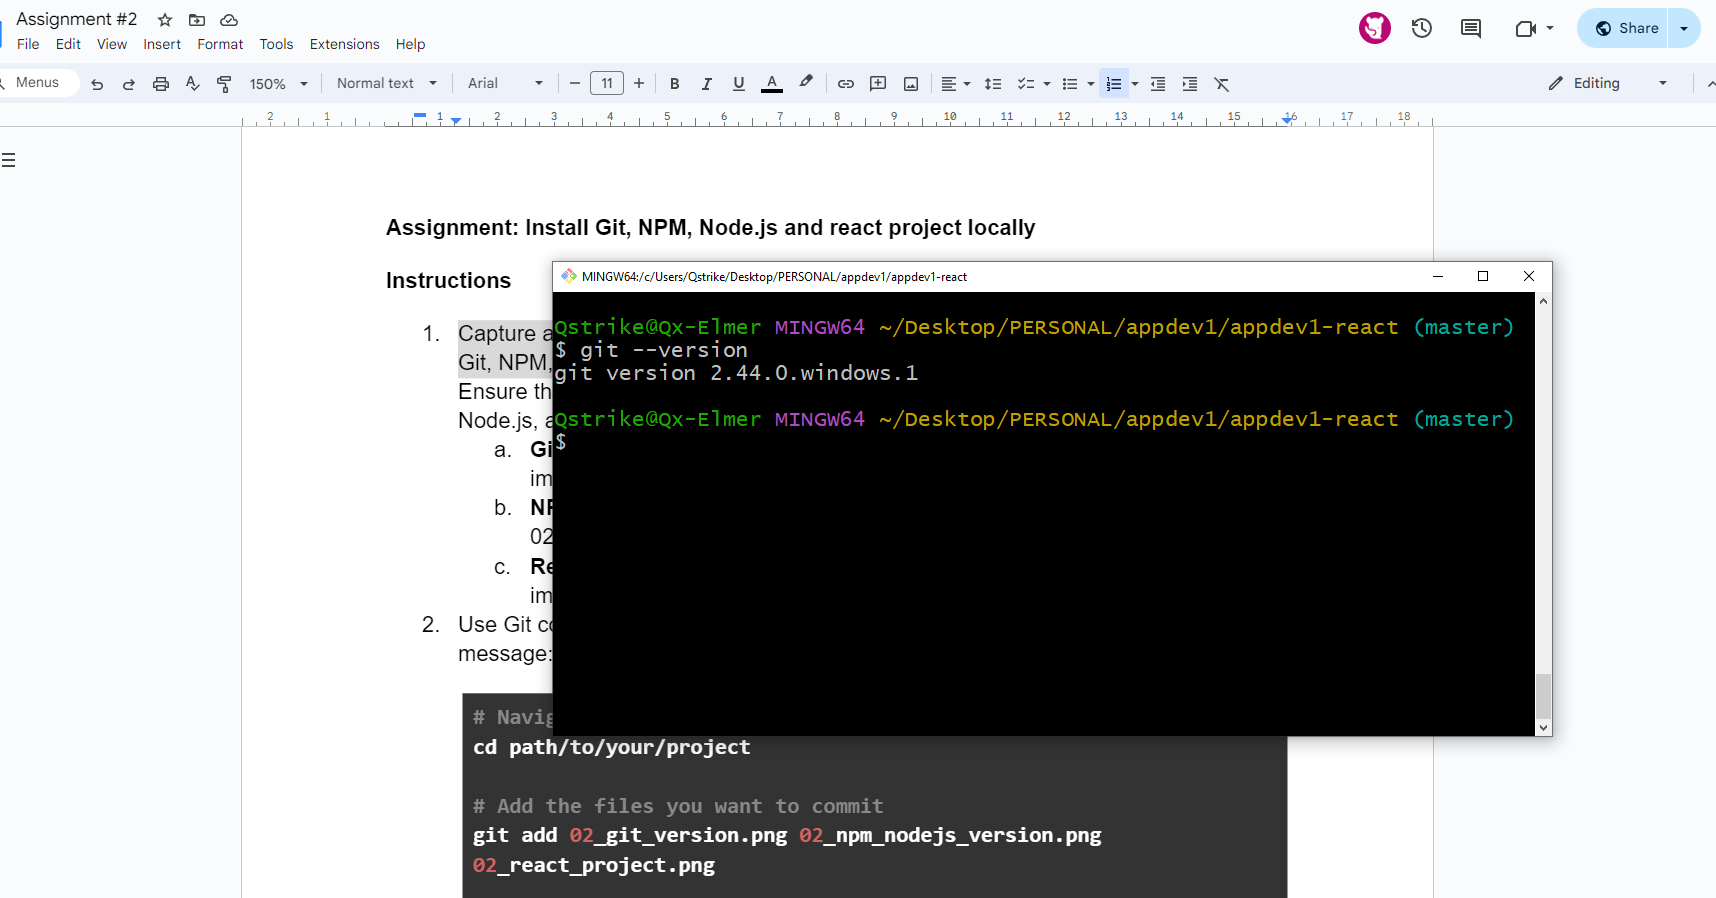 Assignment #2
File Edit View Insert Format Tools Extensions Help
Share
Menus 150% Normal text Arial 11 B I U A Editing
2 1 1 2 3 4 5 6 7 8 9 10 11 12 13 14 15 16 17 18
Assignment: Install Git, NPM, Node.js and react project locally
Instructions
MINGW64:/c/Users/Qstrike/Desktop/PERSONAL/appdev1/appdev1-react
Qstrike@Qx-Elmer MINGW64 ~/Desktop/PERSONAL/appdev1/appdev1-react (master)
$ git --version
git version 2.44.0.windows.1
Qstrike@Qx-Elmer MINGW64 ~/Desktop/PERSONAL/appdev1/appdev1-react (master)
$
1. Capture a
Git, NPM,
Ensure th
Node.js, a
a. Gi
im
b. NP
02
c. Re
im
2. Use Git co
message:
# Navig
cd path/to/your/project
# Add the files you want to commit
git add 02_git_version.png 02_npm_nodejs_version.png
02_react_project.png